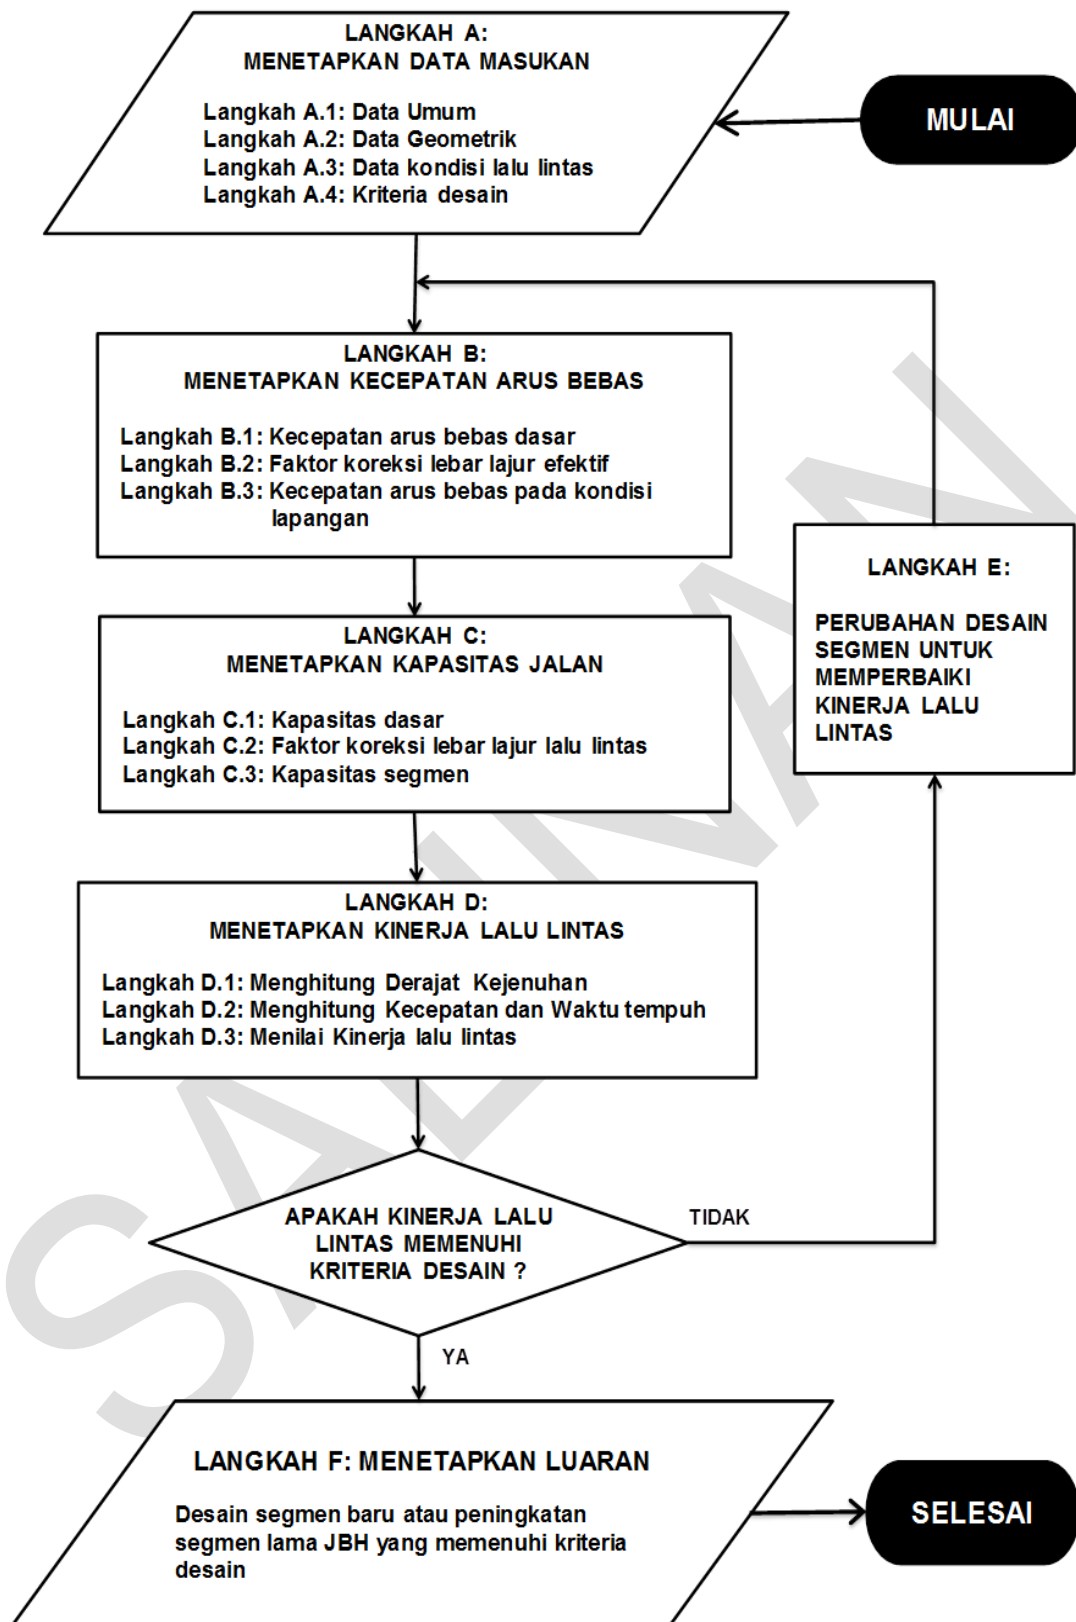 MULAI
LANGKAH A:
MENETAPKAN DATA MASUKAN
Langkah A.1: Data Umum
Langkah A.2: Data Geometrik
Langkah A.3: Data kondisi lalu lintas
Langkah A.4: Kriteria desain
LANGKAH B:
MENETAPKAN KECEPATAN ARUS BEBAS
Langkah B.1: Kecepatan arus bebas dasar
Langkah B.2: Faktor koreksi lebar lajur efektif
Langkah B.3: Kecepatan arus bebas pada kondisi
lapangan
LANGKAH C:
MENETAPKAN KAPASITAS JALAN
Langkah C.1: Kapasitas dasar
Langkah C.2: Faktor koreksi lebar lajur lalu lintas
Langkah C.3: Kapasitas segmen
LANGKAH D:
MENETAPKAN KINERJA LALU LINTAS
Langkah D.1: Menghitung Derajat Kejenuhan
Langkah D.2: Menghitung Kecepatan dan Waktu tempuh
Langkah D.3: Menilai Kinerja lalu lintas
APAKAH KINERJA LALU
LINTAS MEMENUHI
KRITERIA DESAIN ?
TIDAK
LANGKAH E:
PERUBAHAN DESAIN
SEGMEN UNTUK
MEMPERBAIKI
KINERJA LALU
LINTAS
YA
LANGKAH F: MENETAPKAN LUARAN
Desain segmen baru atau peningkatan
segmen lama JBH yang memenuhi kriteria
desain
SELESAI
SALINAN